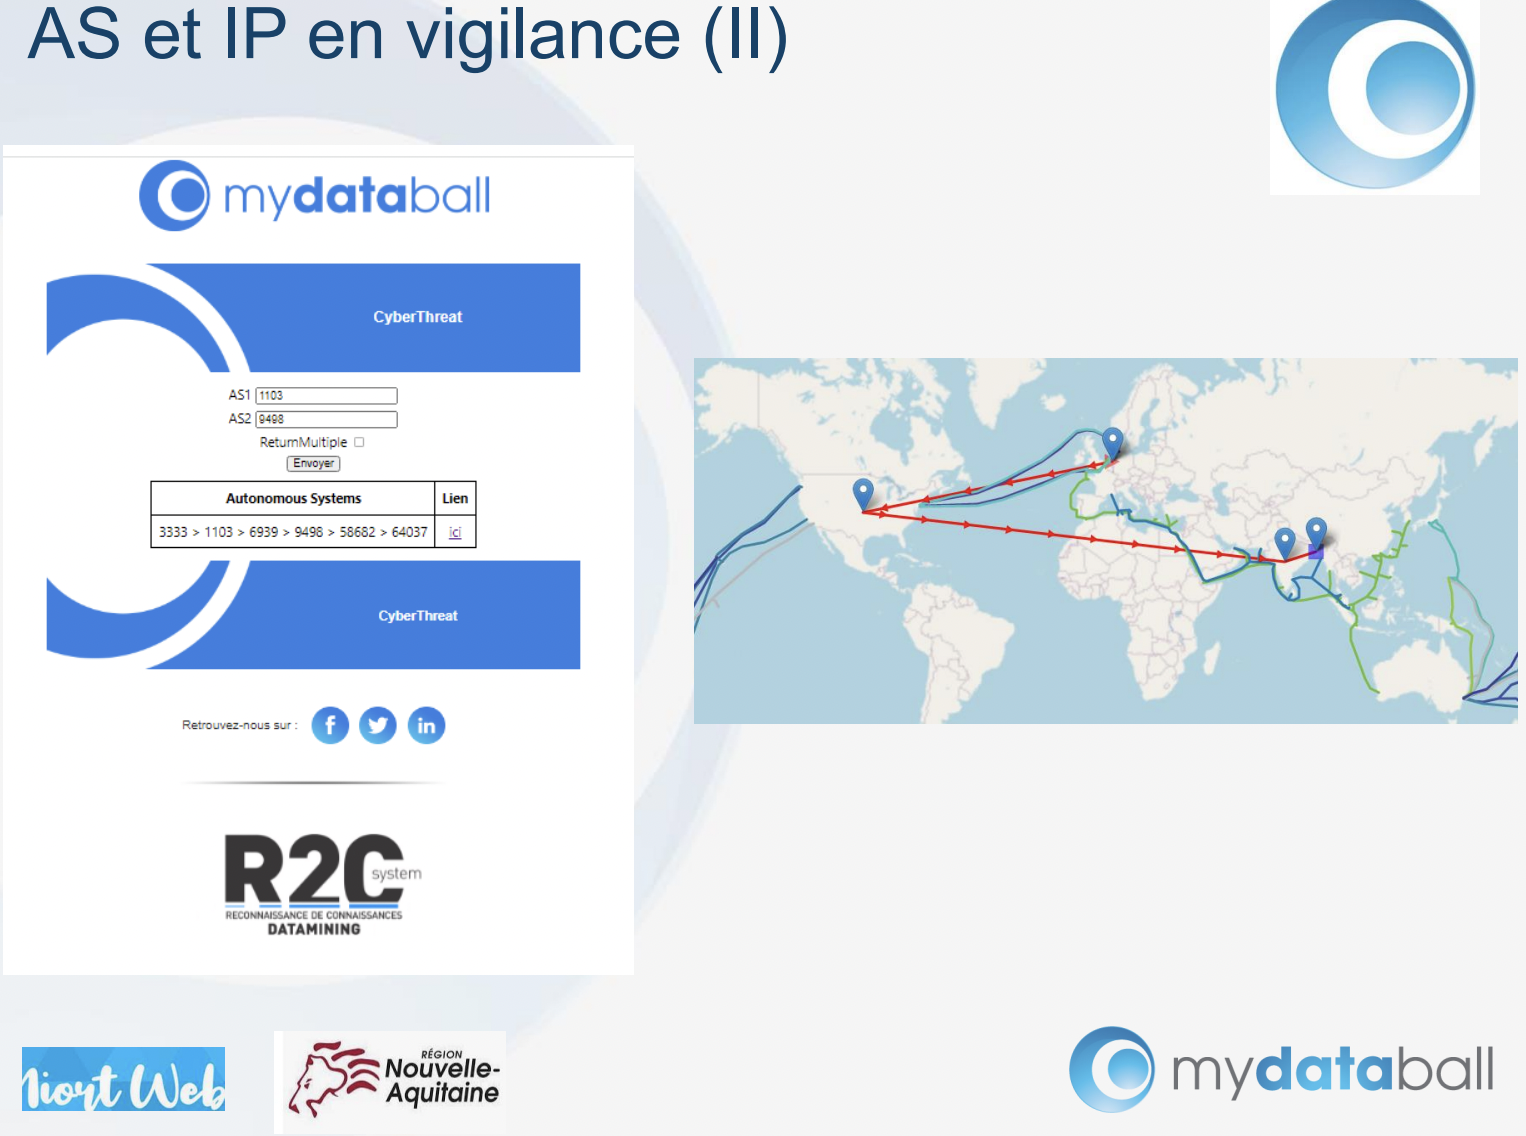 AS et IP en vigilance (II)
mydataball
CyberThreat
AS1 1103
AS2 9498
ReturnMultiple
Envoyer
Autonomous Systems Lien
3333 > 1103 > 6939 > 9498 > 58682 > 64037 ici
CyberThreat
Retrouvez-nous sur :
f in
R2C
system
RECONNAISSANCE DE CONNAISSANCES
DATAMINING
Niort Web
RÉGION
Nouvelle-
Aquitaine
mydataball